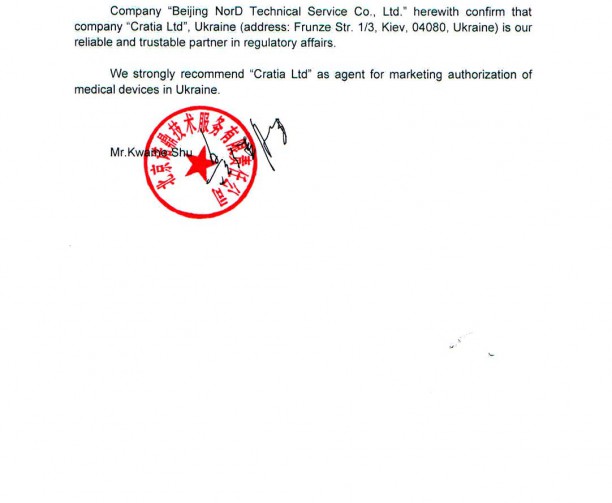 Company “Beijing NorD Technical Service Co., Ltd.” herewith confirm that
company “Cratia Ltd”, Ukraine (address: Frunze Str. 1/3, Kiev, 04080, Ukraine) is our
reliable and trustable partner in regulatory affairs.
We strongly recommend “Cratia Ltd” as agent for marketing authorization of
medical devices in Ukraine.
Mr. Shu
北京鼎技术服务有限责任公司